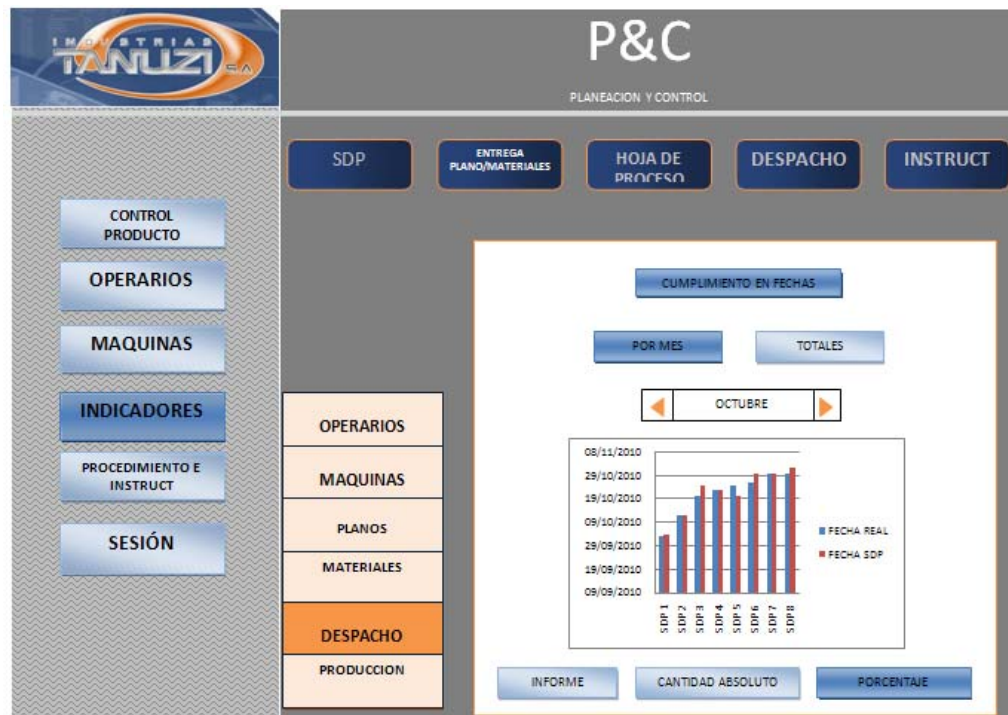 INDUSTRIAS
TANUZI S.A
P&C
PLANEACION Y CONTROL
SDP
ENTREGA
PLANO/MATERIALES
HOJA DE
PROCESO
DESPACHO
INSTRUCT
CONTROL
PRODUCTO
OPERARIOS
MAQUINAS
INDICADORES
PROCEDIMIENTO E
INSTRUCT
SESIÓN
OPERARIOS
MAQUINAS
PLANOS
MATERIALES
DESPACHO
PRODUCCION
CUMPLIMIENTO EN FECHAS
POR MES
TOTALES
OCTUBRE
08/11/2010
29/10/2010
19/10/2010
09/10/2010
29/09/2010
19/09/2010
09/09/2010
SDP 1
SDP 2
SDP 3
SDP 4
SDP 5
SDP 6
SDP 7
SDP 8
FECHA REAL
FECHA SDP
INFORME
CANTIDAD ABSOLUTO
PORCENTAJE